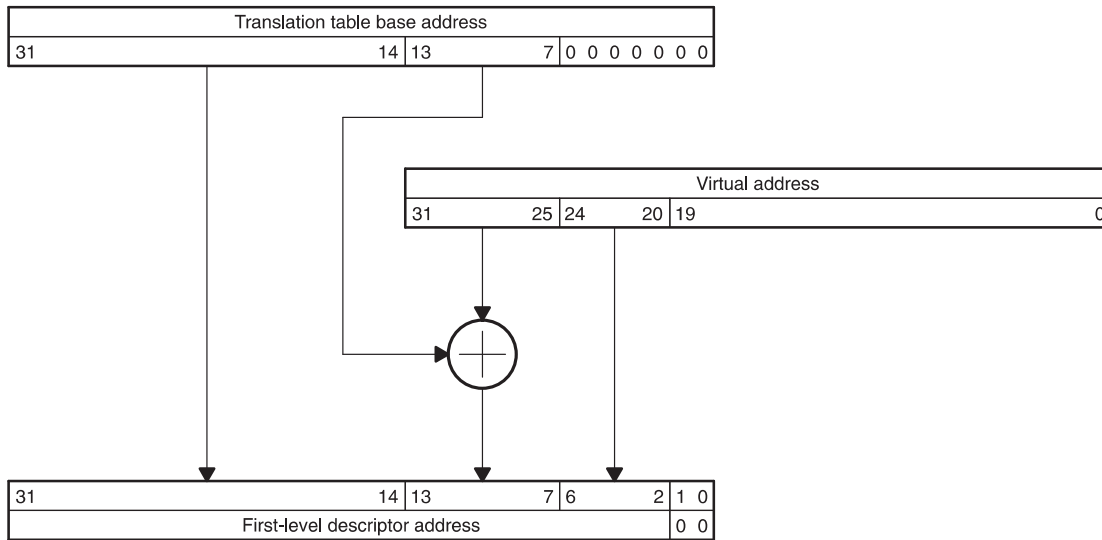 Translation table base address
31 14 13 7 0 0 0 0 0 0 0
Virtual address
31 25 24 20 19 0
31 14 13 7 6 2 1 0
First-level descriptor address 0 0